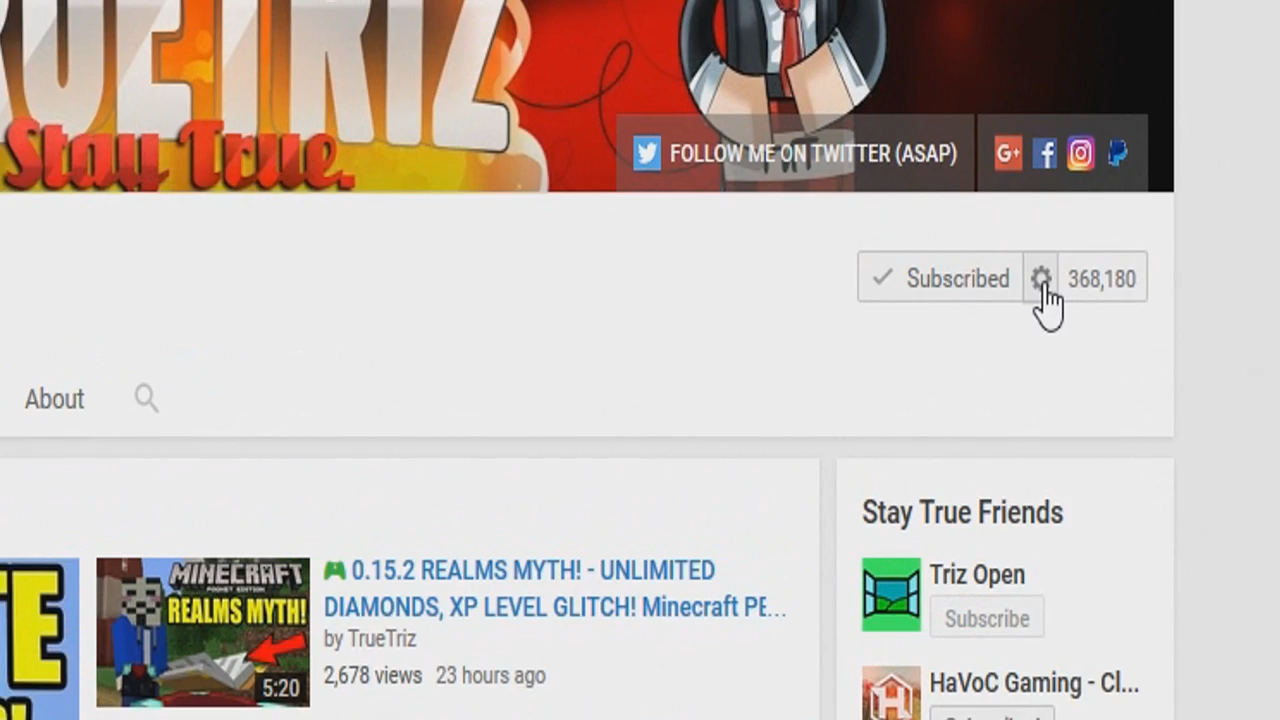 Stay True.
FOLLOW ME ON TWITTER (ASAP)
G+
Subscribed
368,180
About
Stay True Friends
MINECRAFT
POCKET EDITION
REALMS MYTH!
5:20
0.15.2 REALMS MYTH! - UNLIMITED
DIAMONDS, XP LEVEL GLITCH! Minecraft PE...
by TrueTriz
2,678 views 23 hours ago
Triz Open
Subscribe
HaVoC Gaming - Cl...